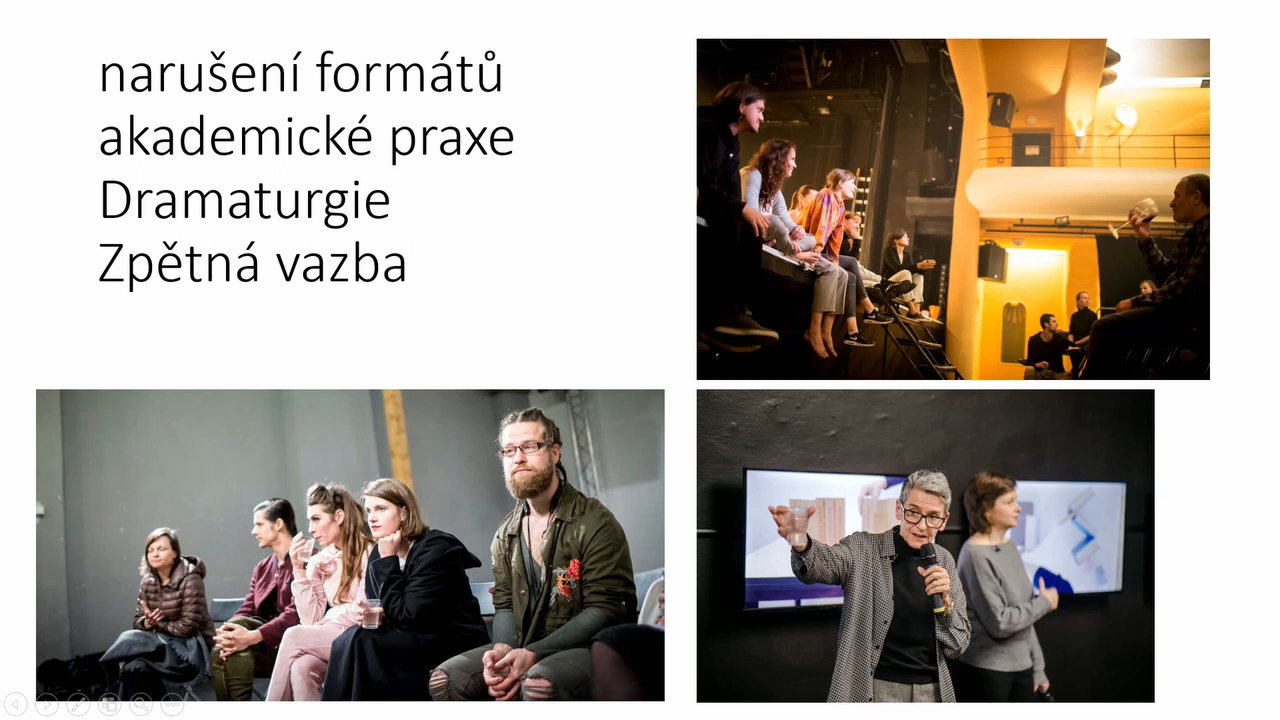 narušení formátů
akademické praxe
Dramaturgie
Zpětná vazba